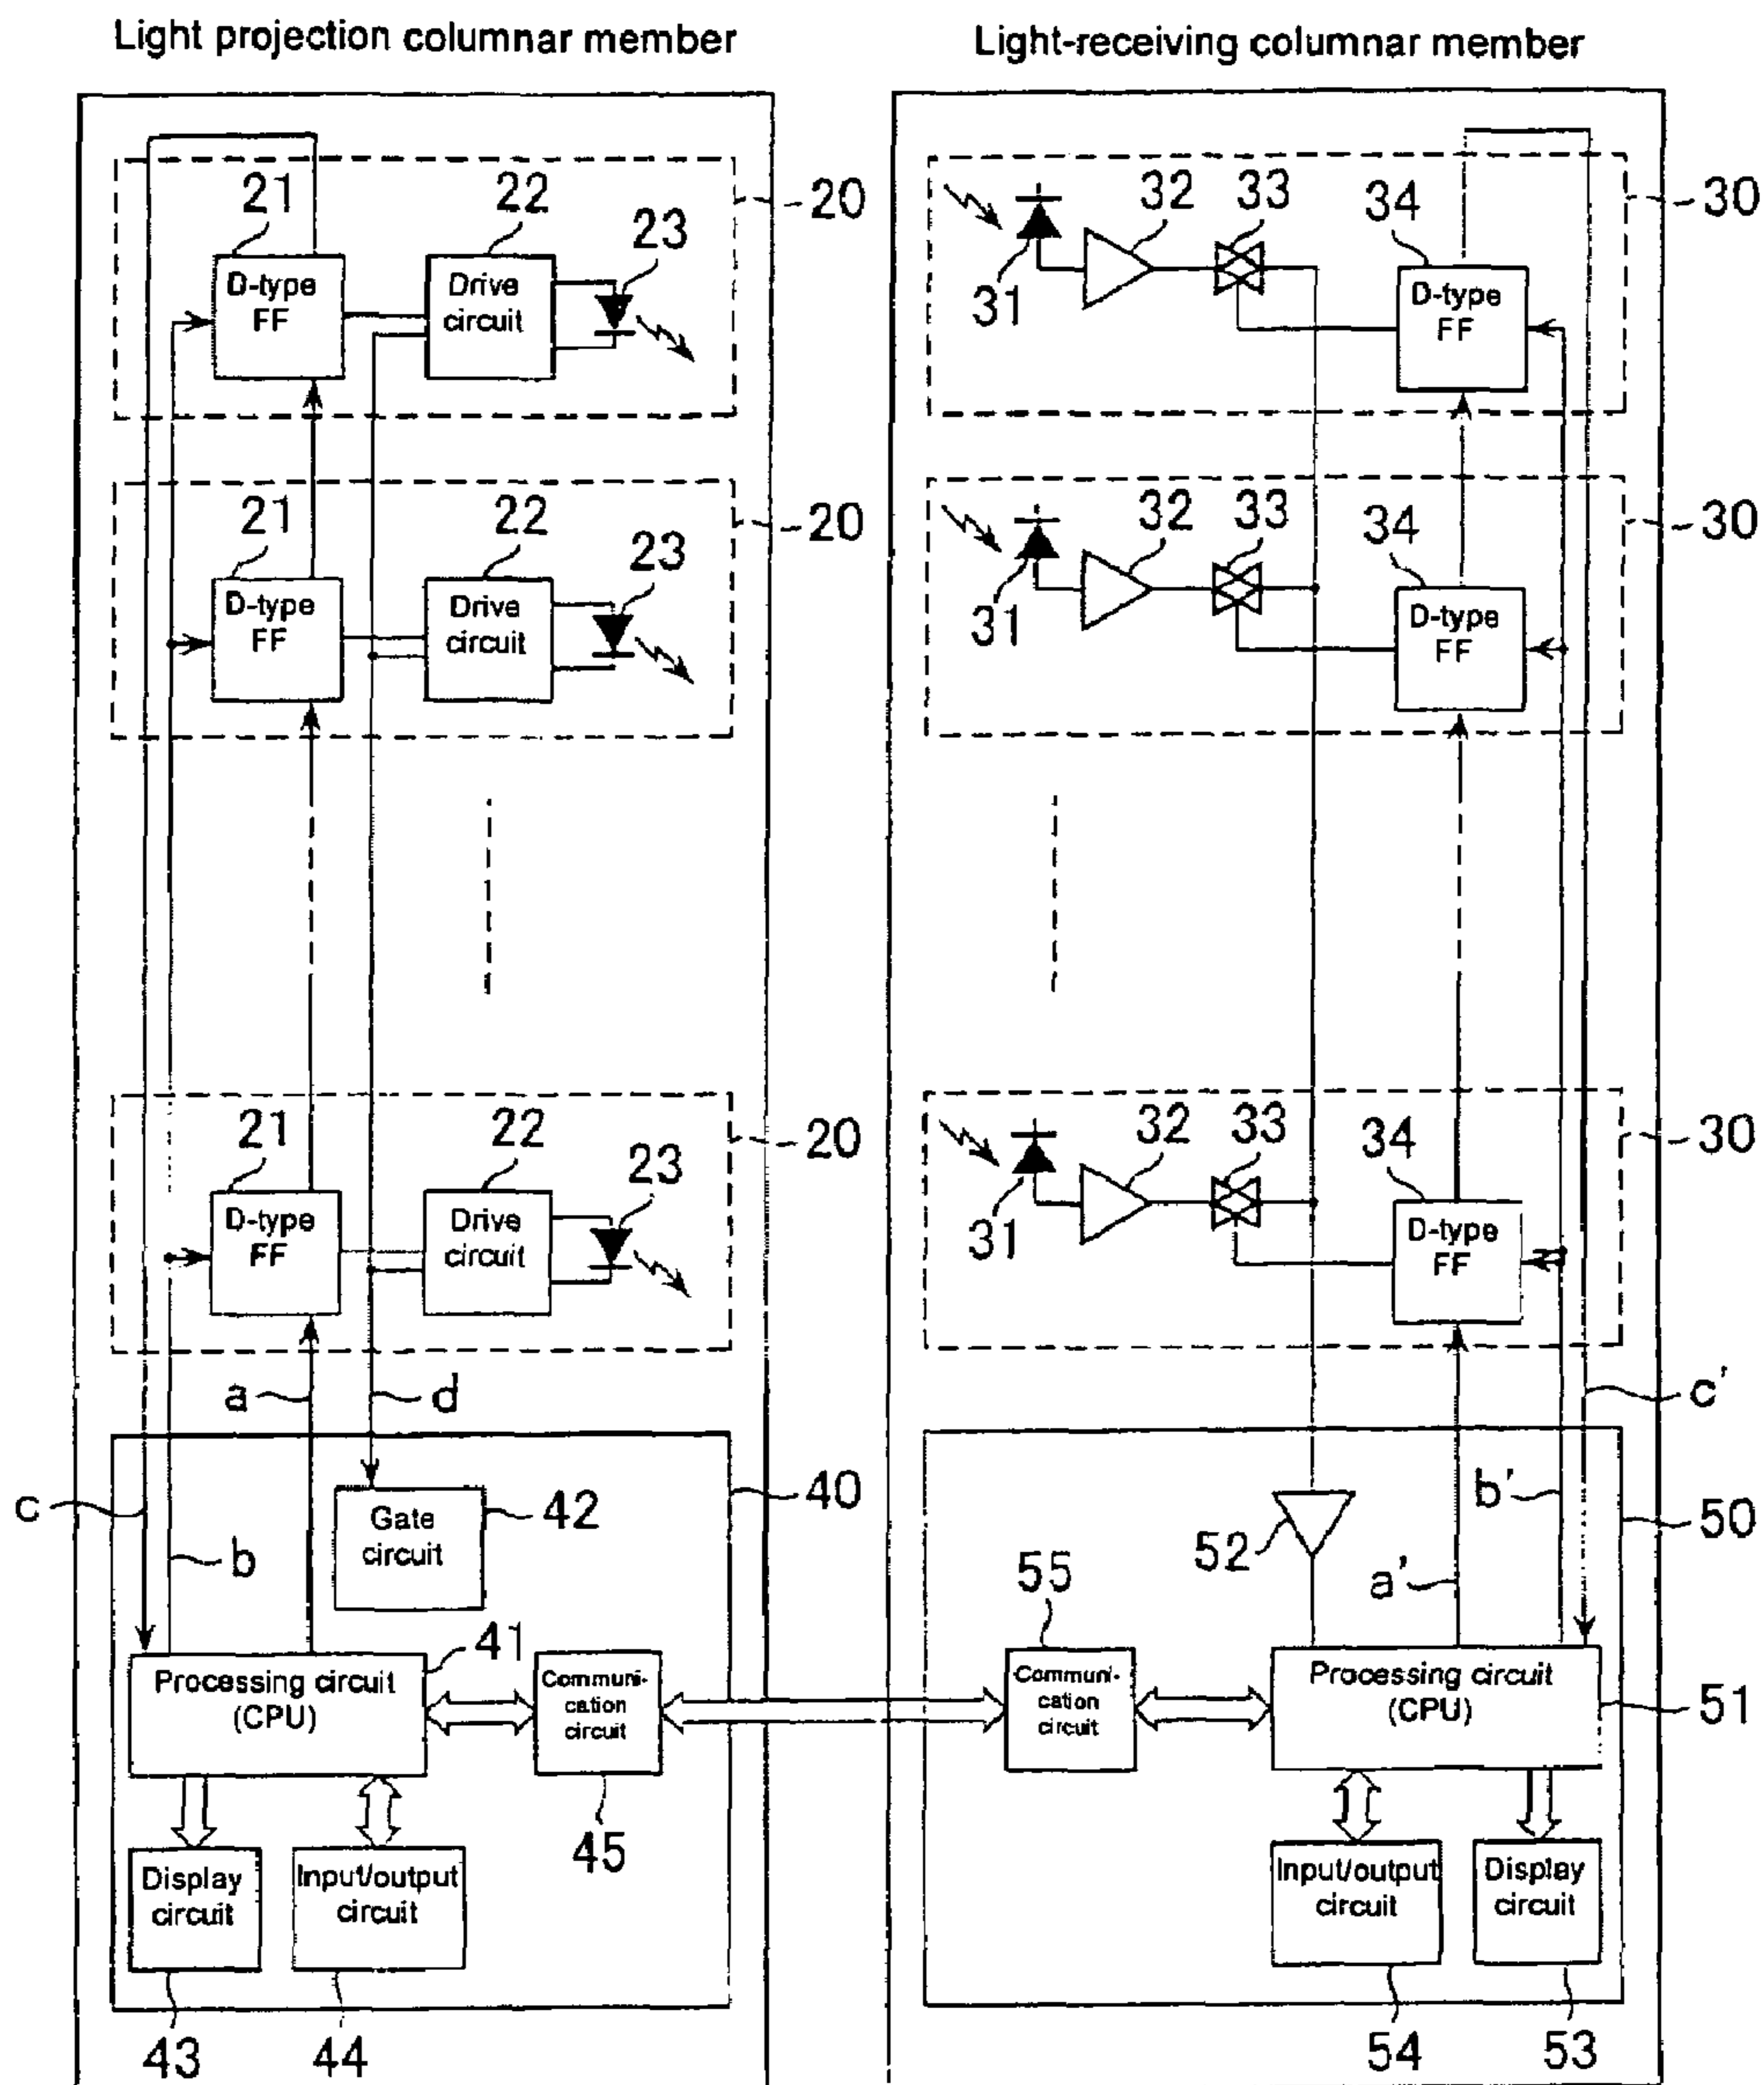 Light projection columnar member
Light-receiving columnar member
21
22
23
20
D-type
FF
Drive
circuit
21
22
23
20
D-type
FF
Drive
circuit
21
22
23
20
D-type
FF
Drive
circuit
a
d
c
b
40
Gate
circuit
42
41
Processing circuit
(CPU)
Communi-
cation
circuit
45
Display
circuit
Input/output
circuit
43
44
31
32
33
34
30
D-type
FF
31
32
33
34
30
D-type
FF
31
32
33
34
30
D-type
FF
c'
b'
50
52
a'
55
Communi-
cation
circuit
Processing circuit
(CPU)
51
Input/output
circuit
Display
circuit
54
53